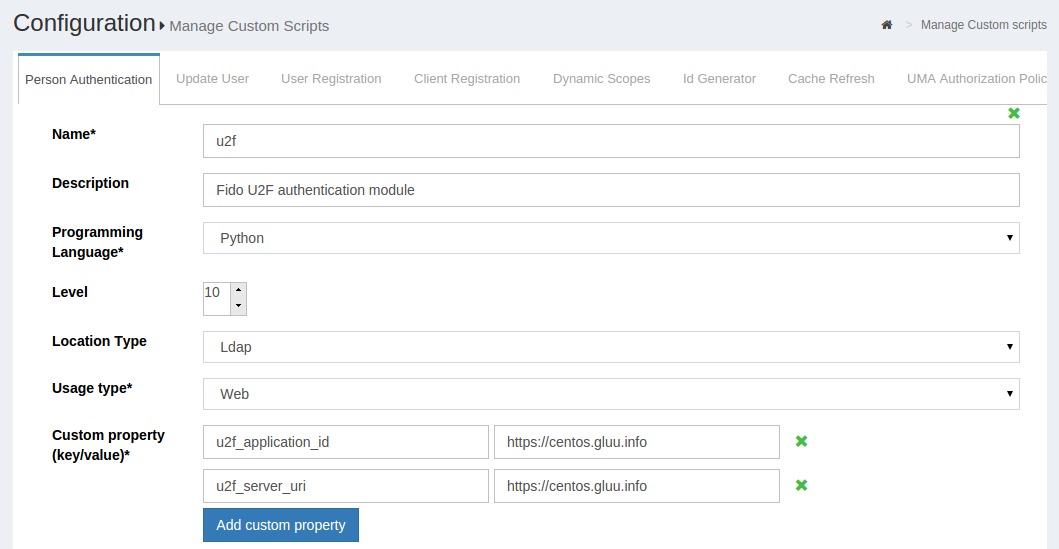 Configuration Manage Custom Scripts > Manage Custom scripts
Person Authentication Update User User Registration Client Registration Dynamic Scopes Id Generator Cache Refresh UMA Authorization Polic
Name* u2f
Description Fido U2F authentication module
Programming
Language* Python
Level 10
Location Type Ldap
Usage type* Web
Custom property
(key/value)* u2f_application_id https://centos.gluu.info
u2f_server_uri https://centos.gluu.info
Add custom property